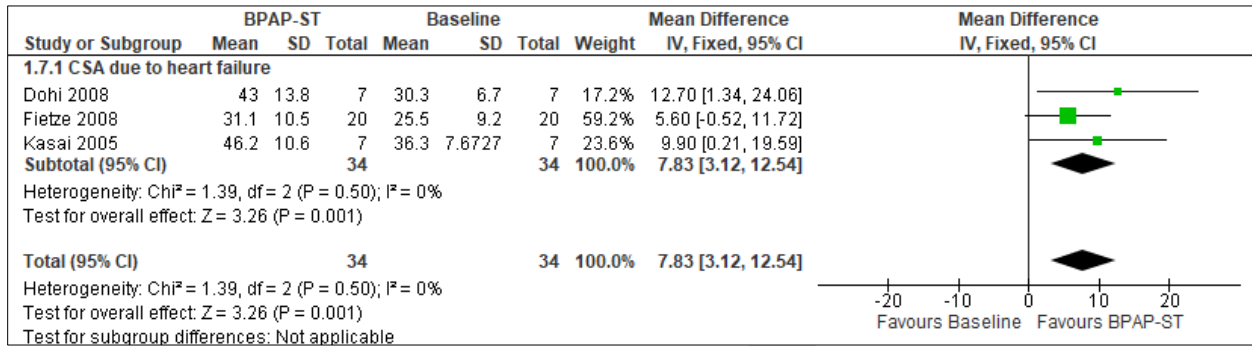 BPAP-ST Baseline Mean Difference Mean Difference
Study or Subgroup Mean SD Total Mean SD Total Weight IV, Fixed, 95% CI IV, Fixed, 95% CI
1.7.1 CSA due to heart failure
Dohi 2008 43 13.8 7 30.3 6.7 7 17.2% 12.70 [1.34, 24.06]
Fietze 2008 31.1 10.5 20 25.5 9.2 20 59.2% 5.60 [-0.52, 11.72]
Kasai 2005 46.2 10.6 7 36.3 7.6727 7 23.6% 9.90 [0.21, 19.59]
Subtotal (95% CI) 34 34 100.0% 7.83 [3.12, 12.54]
Heterogeneity: Chi² = 1.39, df = 2 (P = 0.50); I² = 0%
Test for overall effect: Z = 3.26 (P = 0.001)
Total (95% CI) 34 34 100.0% 7.83 [3.12, 12.54]
Heterogeneity: Chi² = 1.39, df = 2 (P = 0.50); I² = 0%
Test for overall effect: Z = 3.26 (P = 0.001)
Test for subgroup differences: Not applicable
-20 -10 0 10 20
Favours Baseline Favours BPAP-ST